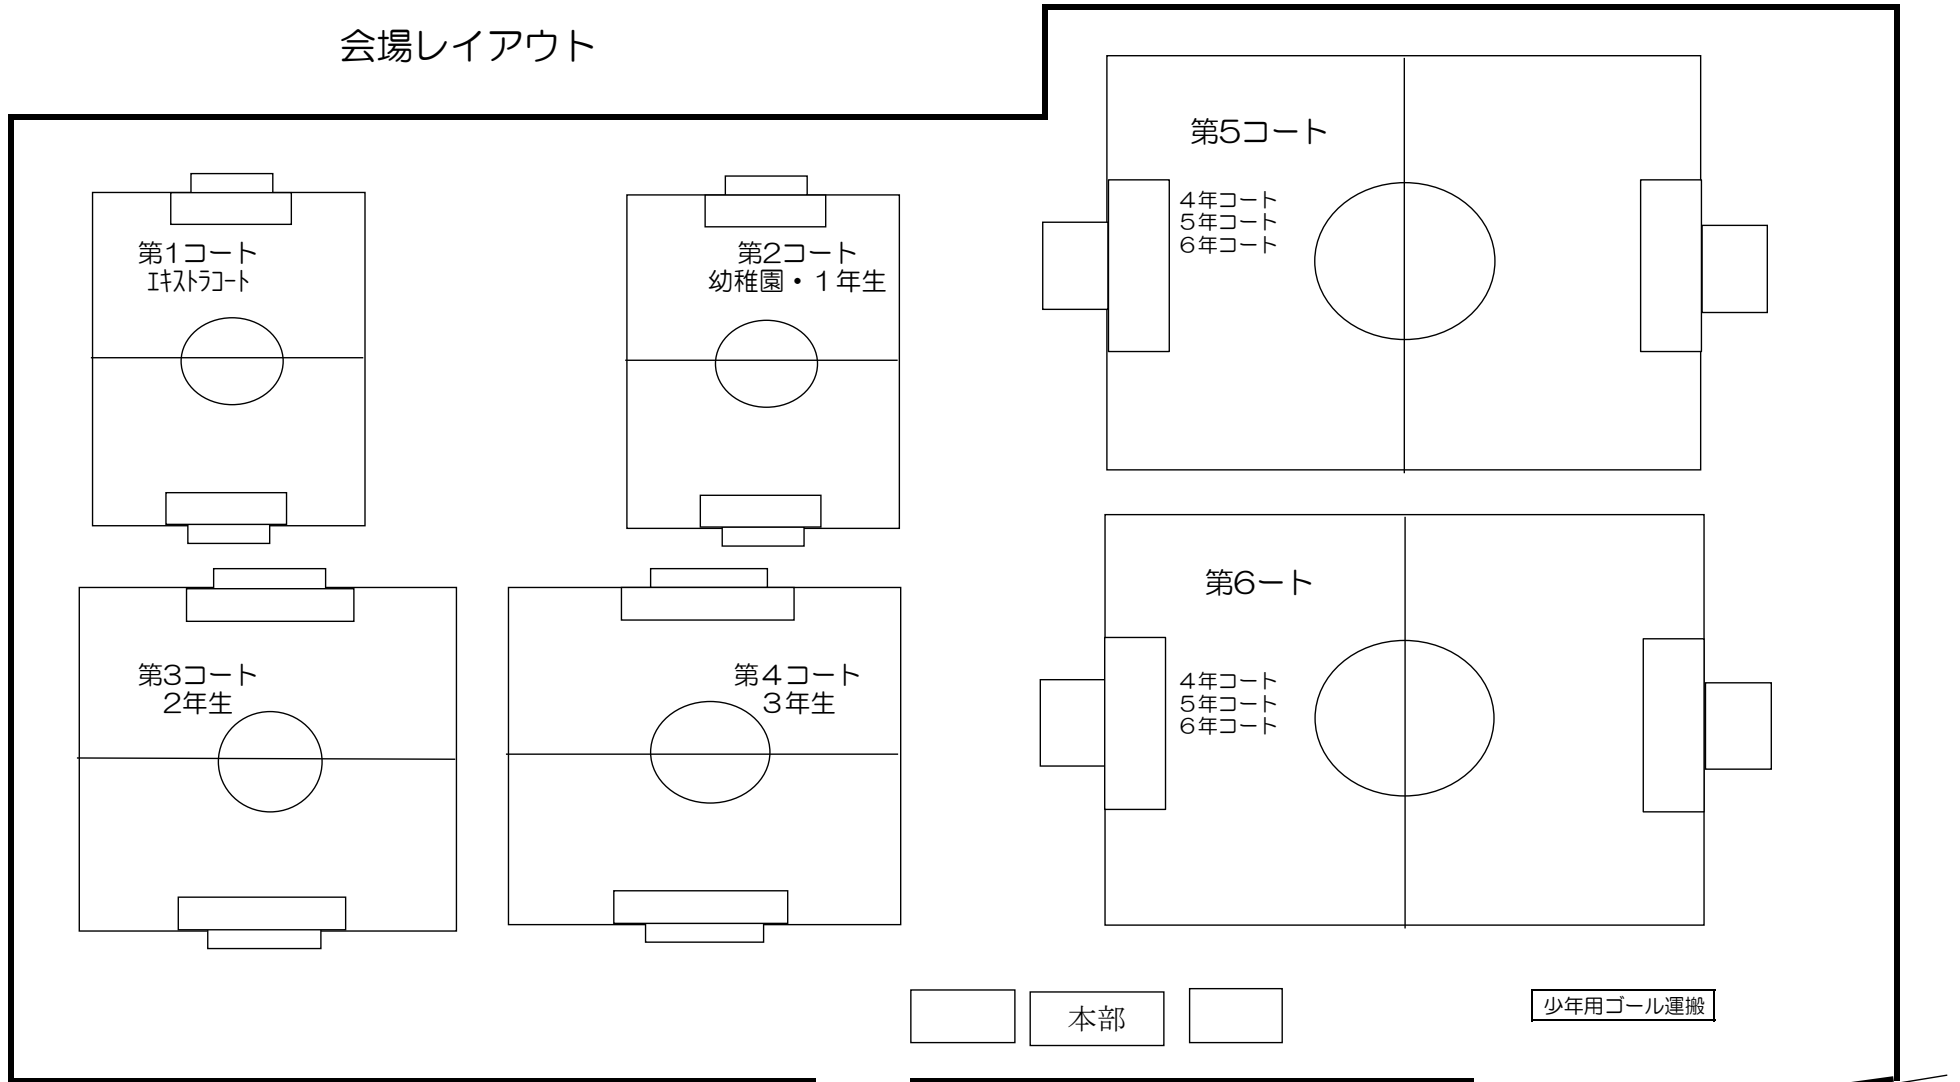 会場レイアウト
第1コート
ｴｷｽﾄﾗｺｰﾄ
第2コート
幼稚園・１年生
第5コート
４年コート
５年コート
６年コート
第3コート
2年生
第４コート
３年生
第6ート
４年コート
５年コート
６年コート
本部
少年用ゴール運搬